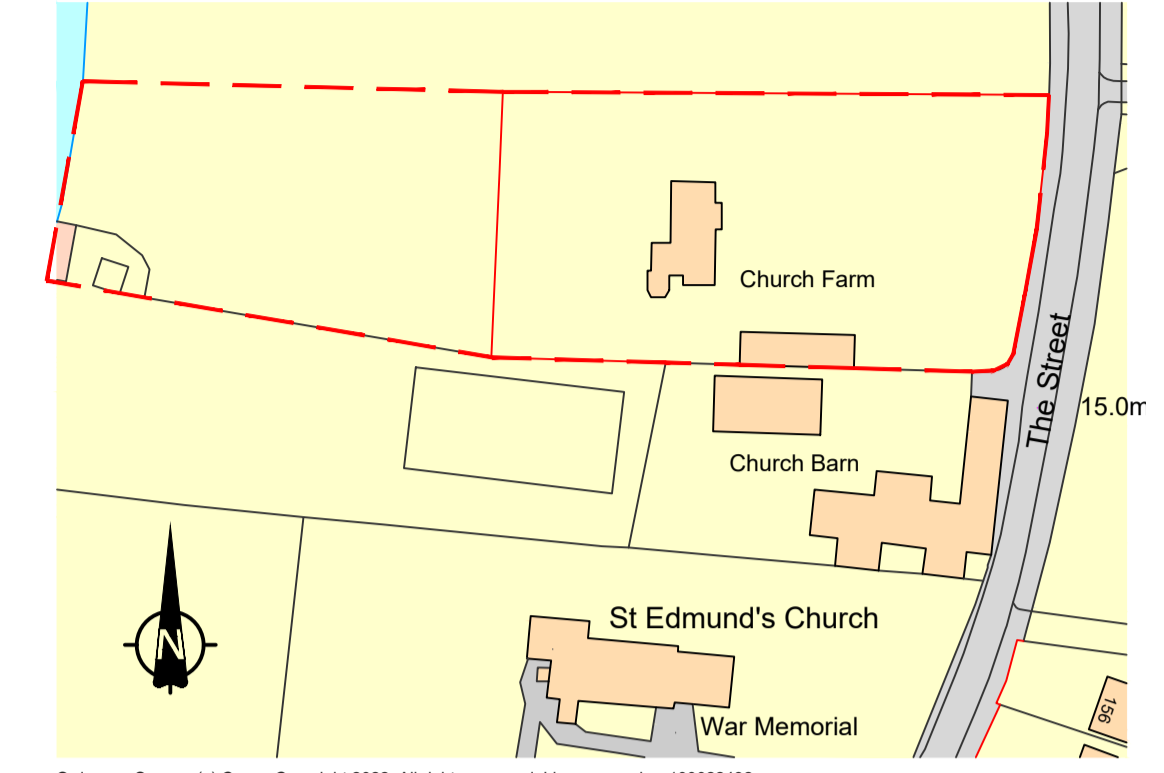 Church Farm
The Street
15.0m
Church Barn
N
St Edmund's Church
War Memorial
156